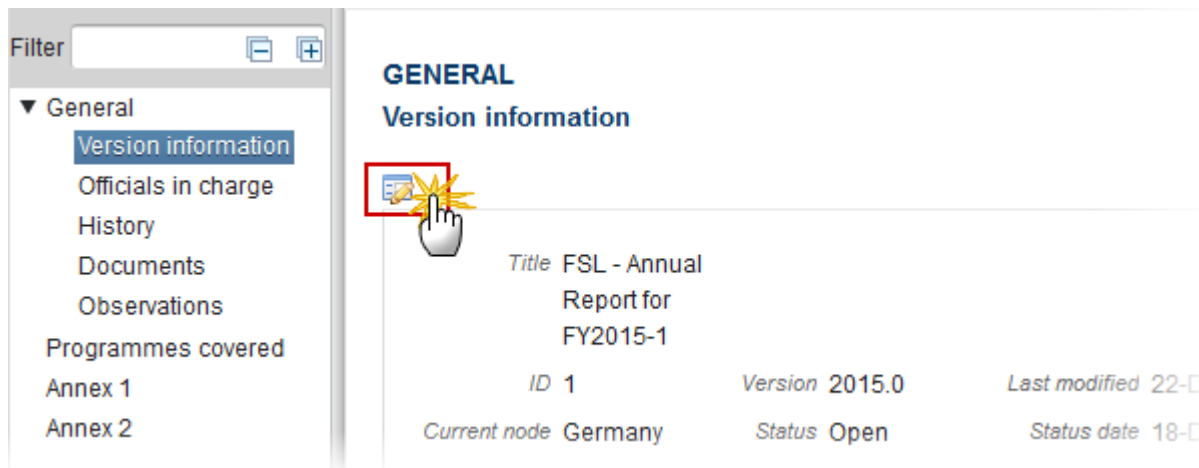 Filter
▼ General
Version information
Officials in charge
History
Documents
Observations
Programmes covered
Annex 1
Annex 2
GENERAL
Version information
Title FSL - Annual
Report for
FY2015-1
ID 1 Version 2015.0 Last modified 22-
Current node Germany Status Open Status date 18-